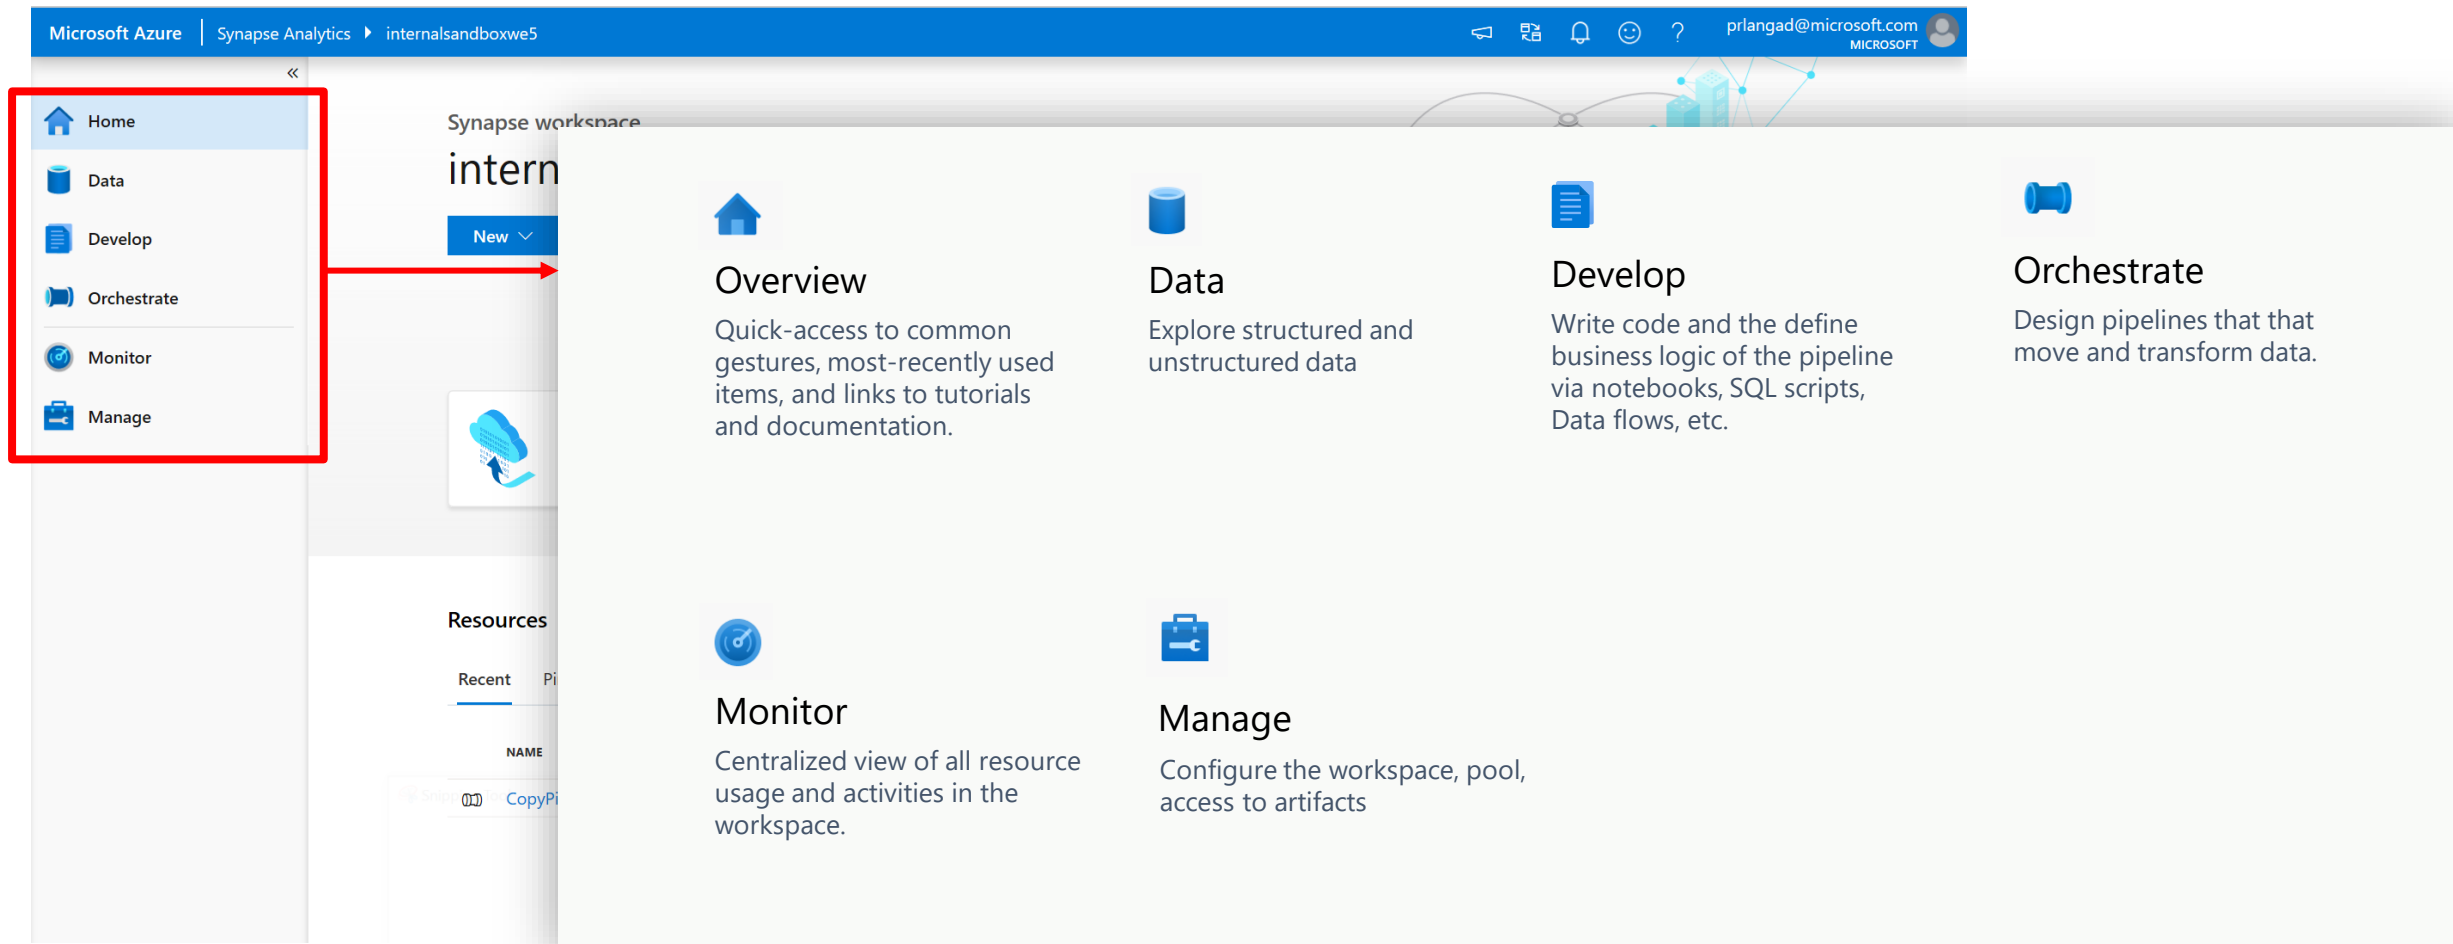 Microsoft Azure
Synapse Analytics
internalsandboxwe5
?
prlangad@microsoft.com
MICROSOFT
«
Home
Data
Develop
Orchestrate
Monitor
Manage
Synapse workspace
intern
New
Resources
Recent
Pi
NAME
CopyPi
Overview
Quick-access to common
gestures, most-recently used
items, and links to tutorials
and documentation.
Data
Explore structured and
unstructured data
Develop
Write code and the define
business logic of the pipeline
via notebooks, SQL scripts,
Data flows, etc.
Orchestrate
Design pipelines that that
move and transform data.
Monitor
Centralized view of all resource
usage and activities in the
workspace.
Manage
Configure the workspace, pool,
access to artifacts